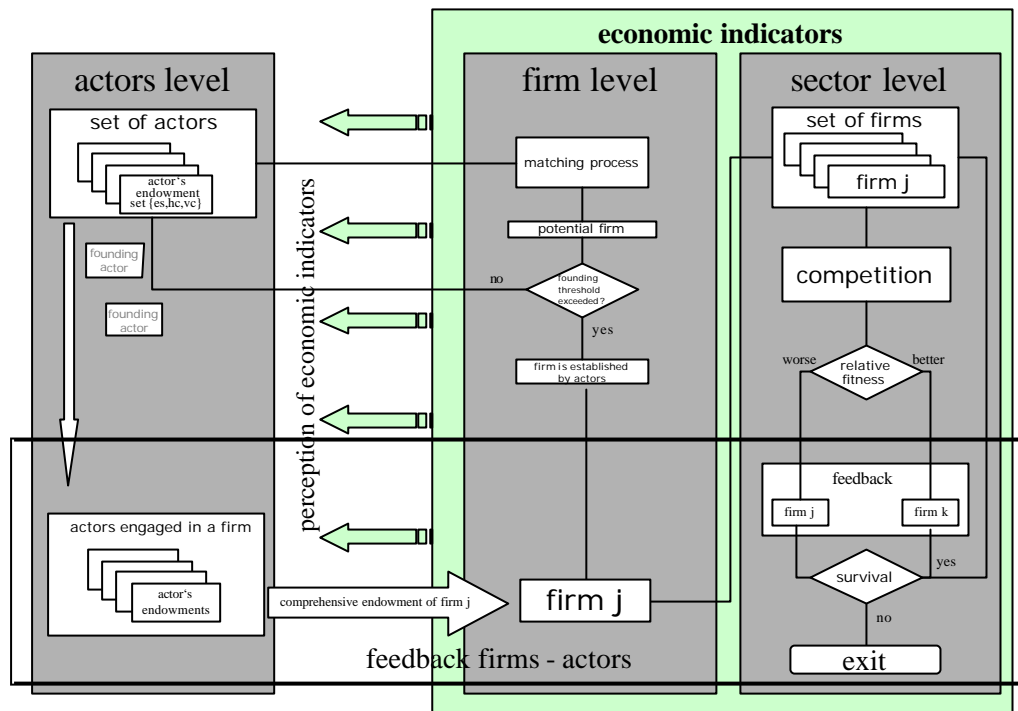 economic indicators
actors level
set of actors
actor's
endowment
set {es,hc,vc}
founding
actor
founding
actor
actors engaged in a firm
actor's
endowments
perception of economic indicators
comprehensive endowment of firm j
firm level
matching process
potential firm
founding
threshold
exceeded?
no
yes
firm is established
by actors
firm j
sector level
set of firms
firm j
competition
relative
fitness
worse
better
feedback
firm j
firm k
survival
yes
no
exit
feedback firms - actors